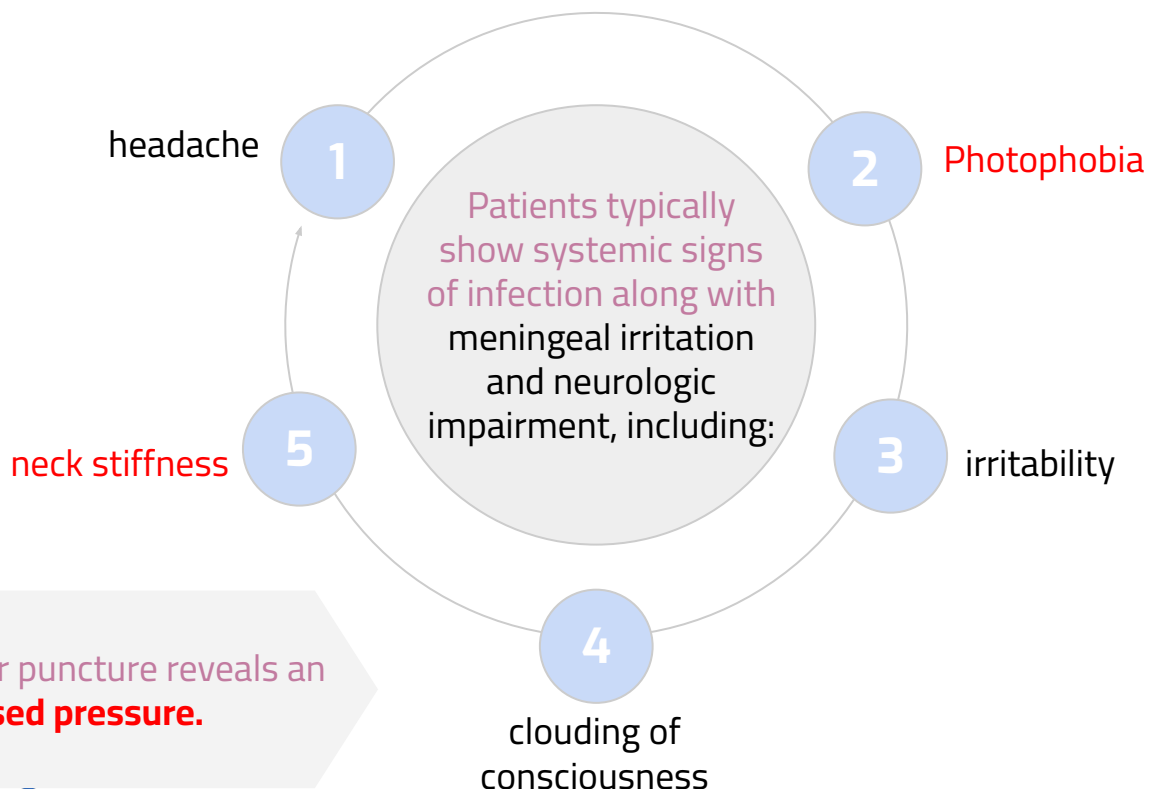 headache
1
2
Photophobia
Patients typically
show systemic signs
of infection along with
meningeal irritation
and neurologic
impairment, including:
neck stiffness
5
3
irritability
4
clouding of
consciousness
puncture reveals an
pressure.